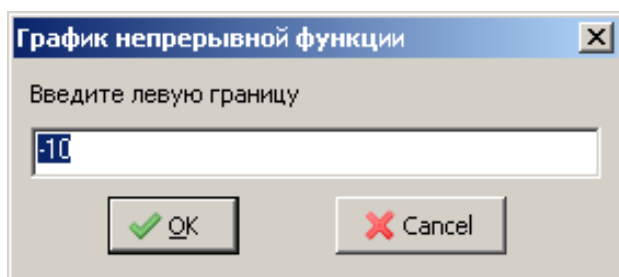 График непрерывной функции
Введите левую границу
-10
OK
Cancel